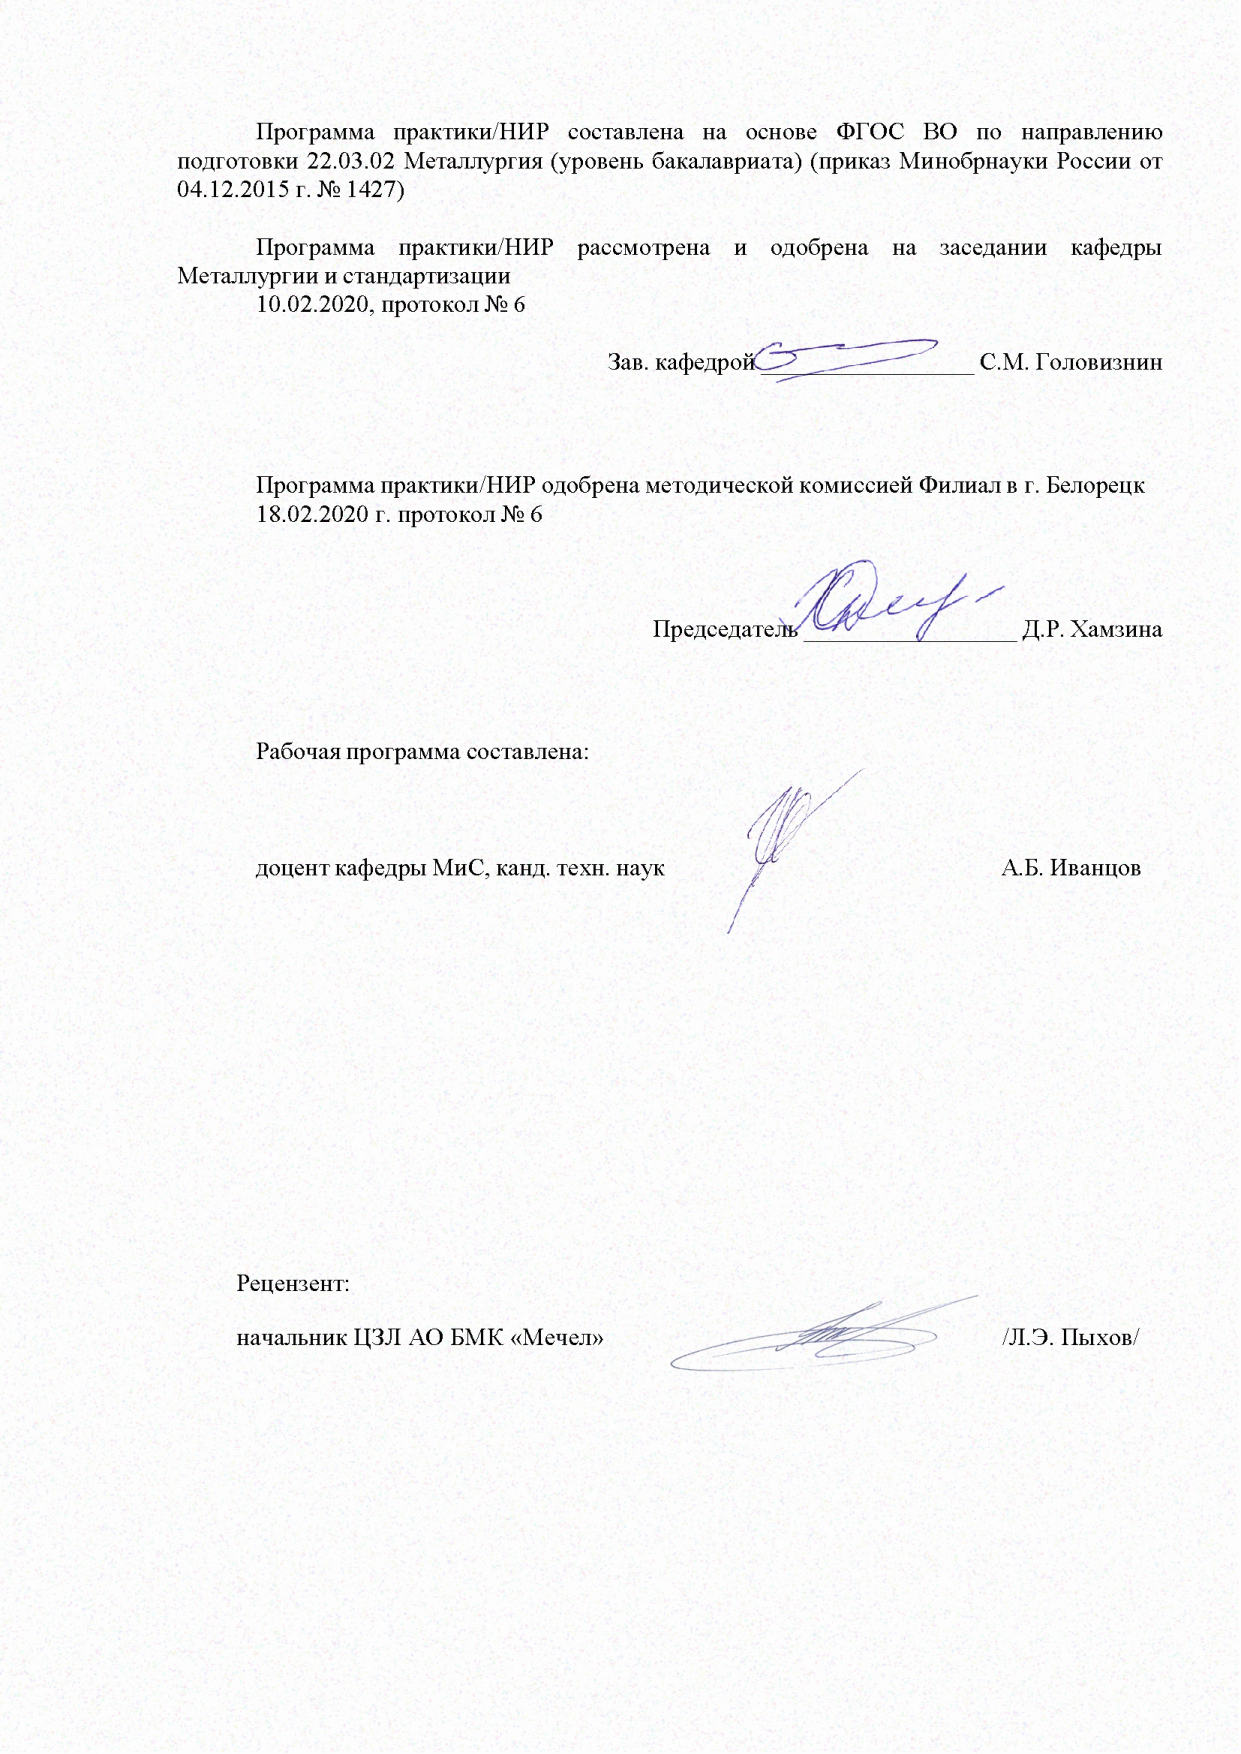 Программа практики/НИР составлена на основе ФГОС ВО по направлению
подготовки 22.03.02 Металлургия (уровень бакалавриата) (приказ Минобрнауки России от
04.12.2015 г. № 1427)
Программа практики/НИР рассмотрена и одобрена на заседании кафедры
Металлургии и стандартизации
10.02.2020, протокол № 6
Зав. кафедрой __________________ С.М. Головизнин
Программа практики/НИР одобрена методической комиссией Филиал в г. Белорецк
18.02.2020 г. протокол № 6
Председатель __________________ Д.Р. Хамзина
Рабочая программа составлена:
доцент кафедры МиС, канд. техн. наук А.Б. Иванцов
Рецензент:
начальник ЦЗЛ АО БМК «Мечел» /Л.Э. Пыхов/